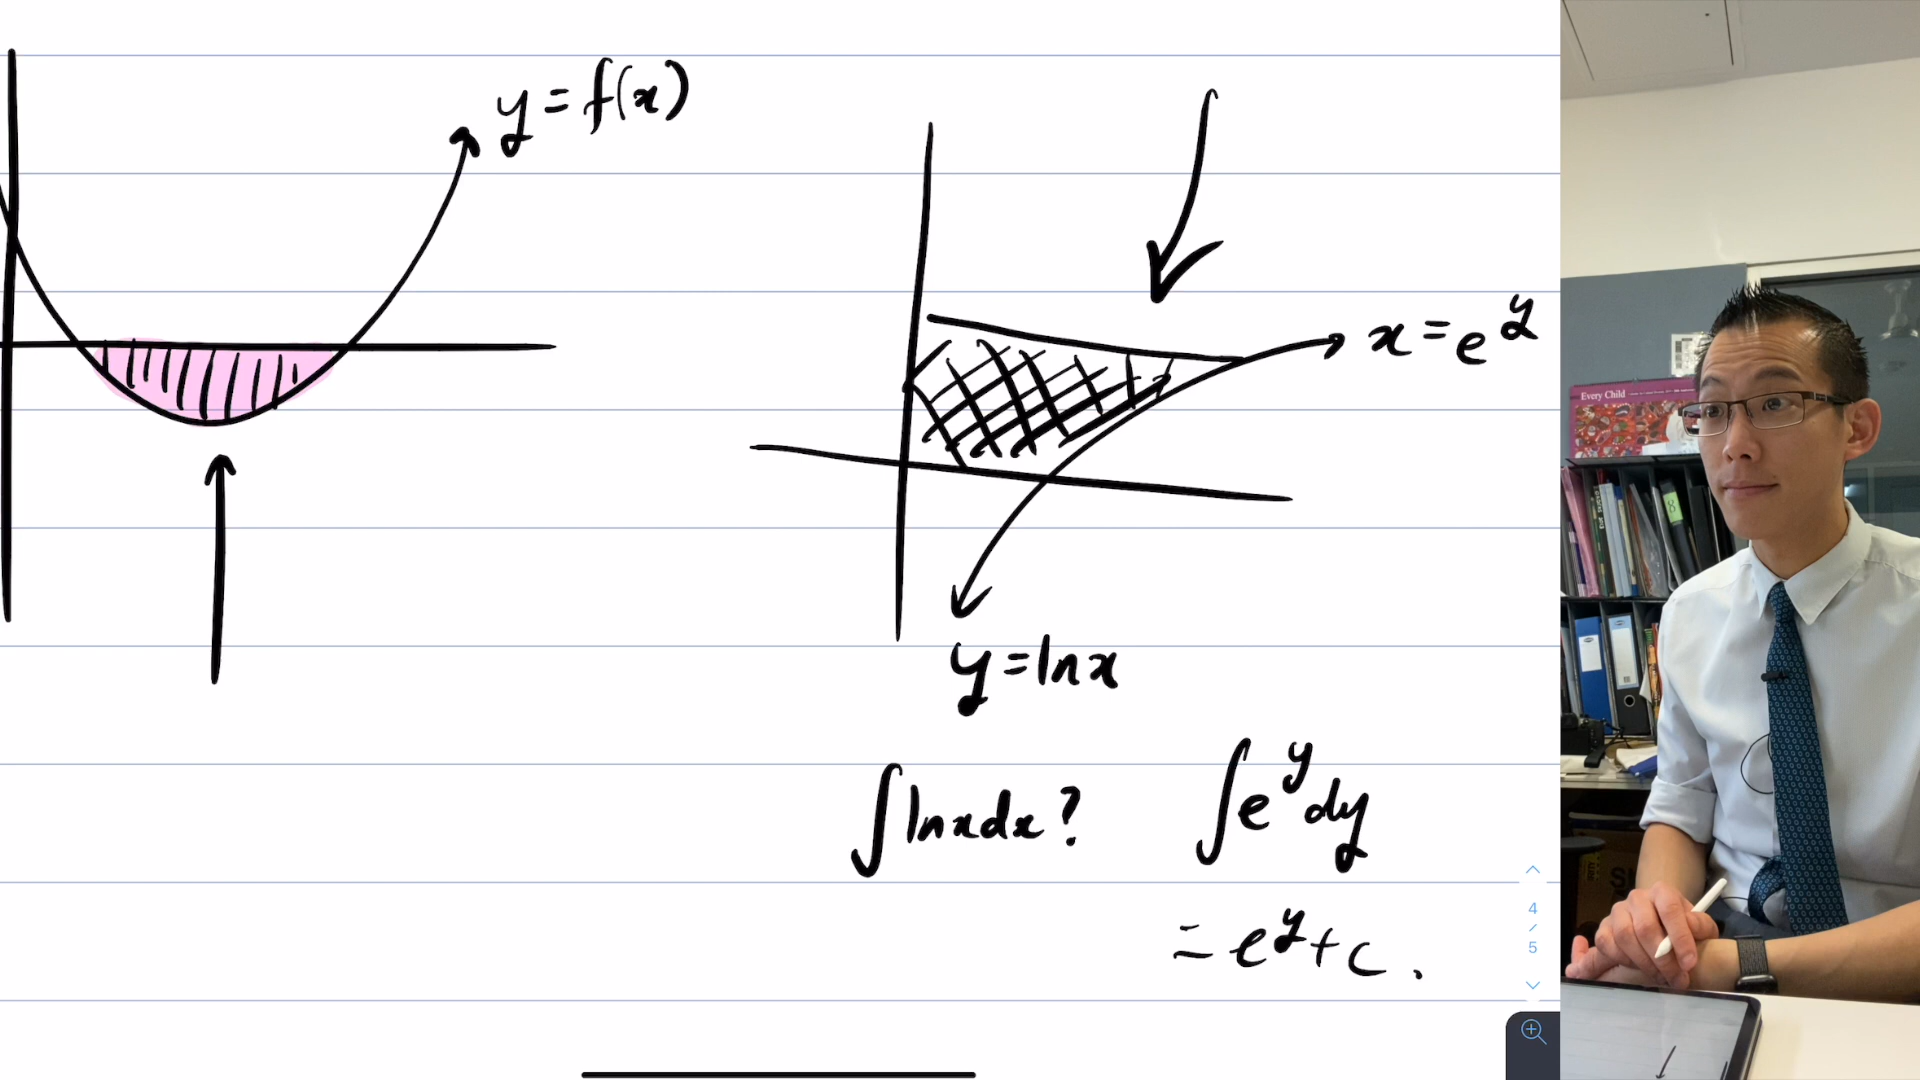 y = f(x)
x = e^y
y = ln x
∫ ln x dx ?
∫ e^y dy
= e^y + c .
4
/
5
Every Child